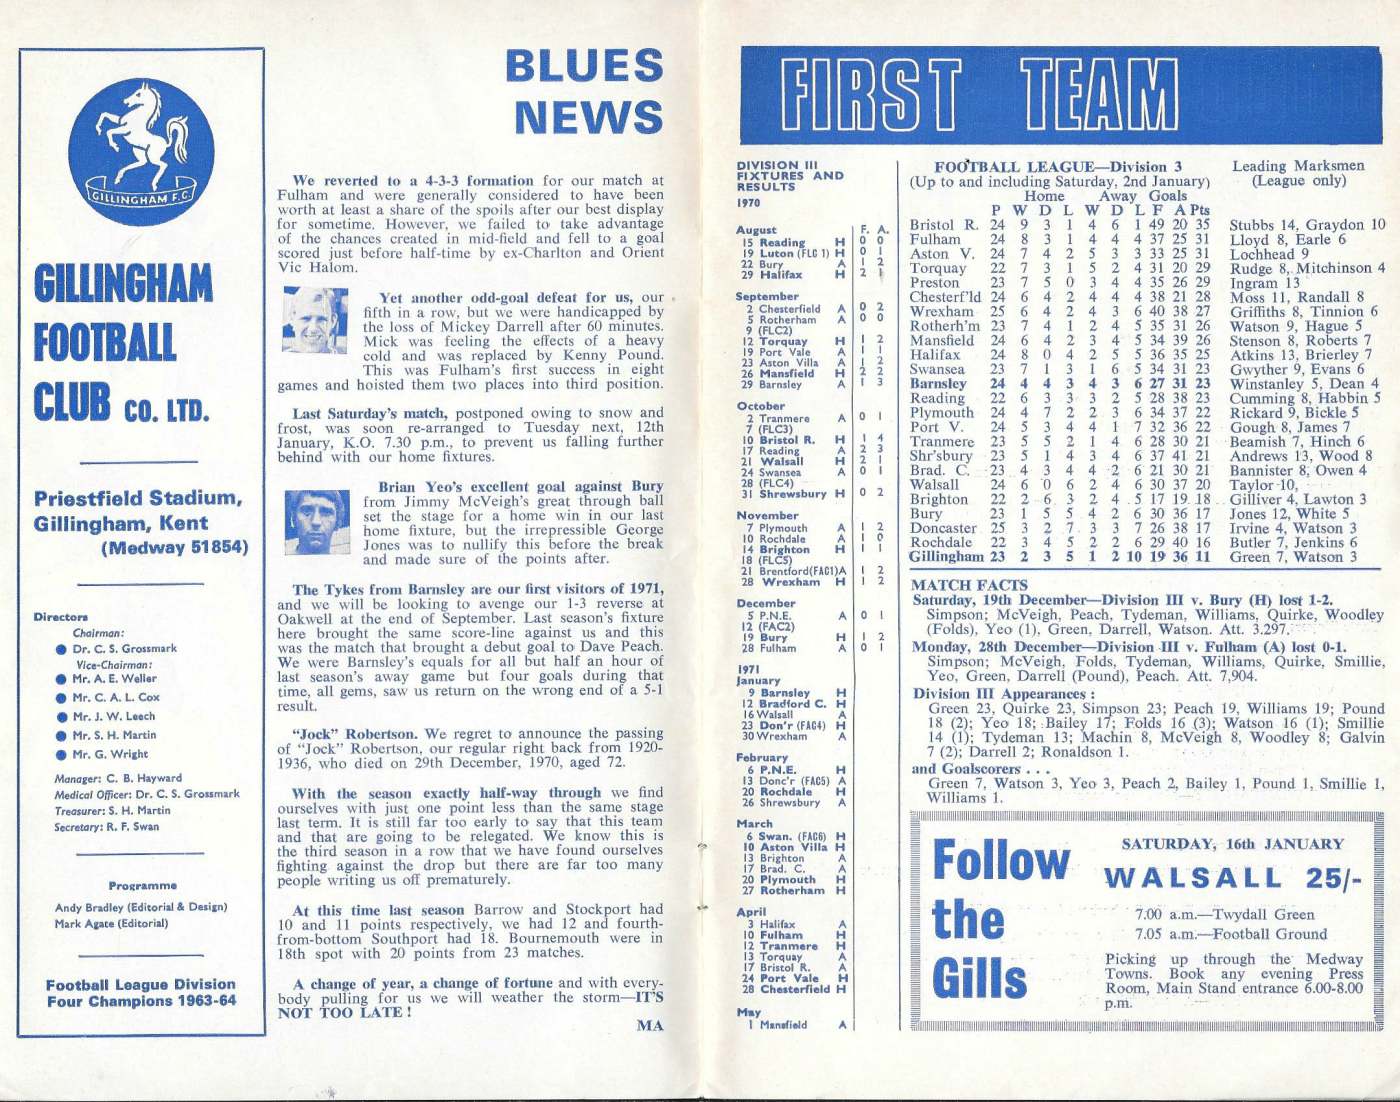 GILLINGHAM F.C.
GILLINGHAM
FOOTBALL
CLUB CO. LTD.
Priestfield Stadium,
Gillingham, Kent
(Medway 51854)
Directors
Chairman:
Dr. C. S. Grossmark
Vice-Chairman:
Mr. A. E. Weller
Mr. C. A. L. Cox
Mr. J. W. Leech
Mr. S. H. Martin
Mr. G. Wright
Manager: C. B. Hayward
Medical Officer: Dr. C. S. Grossmark
Treasurer: S. H. Martin
Secretary: R. F. Swan
Programme
Andy Bradley (Editorial & Design)
Mark Agate (Editorial)
Football League Division
Four Champions 1963-64
BLUES
NEWS
We reverted to a 4-3-3 formation for our match at
Fulham and were generally considered to have been
worth at least a share of the spoils after our best display
for sometime. However, we failed to take advantage
of the chances created in mid-field and fell to a goal
scored just before half-time by ex-Charlton and Orient
Vic Halom.
Yet another odd-goal defeat for us, our
fifth in a row, but we were handicapped by
the loss of Mickey Darrell after 60 minutes.
Mick was feeling the effects of a heavy
cold and was replaced by Kenny Pound.
This was Fulham's first success in eight
games and hoisted them two places into third position.
Last Saturday's match, postponed owing to snow and
frost, was soon re-arranged to Tuesday next, 12th
January, K.O. 7.30 p.m., to prevent us falling further
behind with our home fixtures.
Brian Yeo's excellent goal against Bury
from Jimmy McVeigh's great through ball
set the stage for a home win in our last
home fixture, but the irrepressible George
Jones was to nullify this before the break
and made sure of the points after.
The Tykes from Barnsley are our first visitors of 1971,
and we will be looking to avenge our 1-3 reverse at
Oakwell at the end of September. Last season's fixture
here brought the same score-line against us and this
was the match that brought a debut goal to Dave Peach.
We were Barnsley's equals for all but half an hour of
last season's away game but four goals during that
time, all gems, saw us return on the wrong end of a 5-1
result.
"Jock" Robertson. We regret to announce the passing
of "Jock" Robertson, our regular right back from 1920-
1936, who died on 29th December, 1970, aged 72.
With the season exactly half-way through we find
ourselves with just one point less than the same stage
last term. It is still far too early to say that this team
and that are going to be relegated. We know this is
the third season in a row that we have found ourselves
fighting against the drop but there are far too many
people writing us off prematurely.
At this time last season Barrow and Stockport had
10 and 11 points respectively, we had 12 and fourth-
from-bottom Southport had 18. Bournemouth were in
18th spot with 20 points from 23 matches.
A change of year, a change of fortune and with every-
body pulling for us we will weather the storm—IT'S
NOT TOO LATE!
MA
FIRST TEAM
DIVISION III
FIXTURES AND
RESULTS
1970
August F. A.
15 Reading H 0 0
19 Luton (FLC 1) H 0 1
22 Bury A 1 2
29 Halifax H 2 1
September
2 Chesterfield A 0 2
5 Rotherham A 0 0
9 (FLC2)
12 Torquay H 1 2
19 Port Vale A 1 1
23 Aston Villa A 1 2
26 Mansfield H 2 2
29 Barnsley A 1 3
October
2 Tranmere A 0 1
7 (FLC3)
10 Bristol R. H 1 4
17 Reading A 2 3
21 Walsall H 2 1
24 Swansea A 0 1
28 (FLC4)
31 Shrewsbury H 0 2
November
7 Plymouth A 1 2
10 Rochdale A 1 0
14 Brighton H 1 1
18 (FLC5)
21 Brentford(FAC1)A 1 2
28 Wrexham H 1 2
December
5 P.N.E. A 0 1
12 (FAC2)
19 Bury H 1 2
28 Fulham A 0 1
1971
January
9 Barnsley H
12 Bradford C. H
16 Walsall A
23 Don'r (FAC4) H
30 Wrexham A
February
6 P.N.E. H
13 Donc'r (FAC5) A
20 Rochdale H
26 Shrewsbury A
March
6 Swan. (FAC6) H
10 Aston Villa H
13 Brighton A
17 Brad. C. A
20 Plymouth H
27 Rotherham H
April
3 Halifax A
10 Fulham H
12 Tranmere H
13 Torquay A
17 Bristol R. A
24 Port Vale H
28 Chesterfield H
May
1 Mansfield A
FOOTBALL LEAGUE—Division 3 Leading Marksmen
(Up to and including Saturday, 2nd January) (League only)
Home Away Goals
P W D L W D L F A Pts
Bristol R. 24 9 3 1 4 6 1 49 20 35 Stubbs 14, Graydon 10
Fulham 24 8 3 1 4 4 4 37 25 31 Lloyd 8, Earle 6
Aston V. 24 7 4 2 5 3 3 33 25 31 Lochhead 9
Torquay 22 7 3 1 5 2 4 31 20 29 Rudge 8, Mitchinson 4
Preston 23 7 5 0 3 4 4 35 26 29 Ingram 13
Chesterf'ld 24 6 4 2 4 4 4 38 21 28 Moss 11, Randall 8
Wrexham 25 6 4 2 4 3 6 40 38 27 Griffiths 8, Tinnion 6
Rotherh'm 23 7 4 1 2 4 5 35 31 26 Watson 9, Hague 5
Mansfield 24 6 4 2 3 4 5 34 39 26 Stenson 8, Roberts 7
Halifax 24 8 0 4 2 5 5 36 35 25 Atkins 13, Brierley 7
Swansea 23 7 1 3 1 6 5 34 31 23 Gwyther 9, Evans 6
Barnsley 24 4 4 3 4 3 6 27 31 23 Winstanley 5, Dean 4
Reading 22 6 3 3 3 2 5 28 38 23 Cumming 8, Habbin 5
Plymouth 24 4 7 2 2 3 6 34 37 22 Rickard 9, Bickle 5
Port V. 24 5 3 4 4 1 7 32 36 22 Gough 8, James 7
Tranmere 23 5 5 2 1 4 6 28 30 21 Beamish 7, Hinch 6
Shr'sbury 23 5 1 4 3 4 6 37 41 21 Andrews 13, Wood 8
Brad. C. 23 4 3 4 4 2 6 21 30 21 Bannister 8, Owen 4
Walsall 24 6 0 6 2 4 6 30 37 20 Taylor 10,
Brighton 22 2 6 3 2 4 5 17 19 18 Gilliver 4, Lawton 3
Bury 23 1 5 5 4 2 6 30 36 17 Jones 12, White 5
Doncaster 25 3 2 7 3 3 7 26 38 17 Irvine 4, Watson 3
Rochdale 22 3 4 5 2 2 6 29 40 16 Butler 7, Jenkins 6
Gillingham 23 2 3 5 1 2 10 19 36 11 Green 7, Watson 3
MATCH FACTS
Saturday, 19th December—Division III v. Bury (H) lost 1-2.
Simpson; McVeigh, Peach, Tydeman, Williams, Quirke, Woodley
(Folds), Yeo (1), Green, Darrell, Watson. Att. 3.297.
Monday, 28th December—Division III v. Fulham (A) lost 0-1.
Simpson; McVeigh, Folds, Tydeman, Williams, Quirke, Smillie,
Yeo, Green, Darrell (Pound), Peach. Att. 7,904.
Division III Appearances :
Green 23, Quirke 23, Simpson 23; Peach 19, Williams 19; Pound
18 (2); Yeo 18; Bailey 17; Folds 16 (3); Watson 16 (1); Smillie
14 (1); Tydeman 13; Machin 8, McVeigh 8, Woodley 8; Galvin
7 (2); Darrell 2; Ronaldson 1.
and Goalscorers . . .
Green 7, Watson 3, Yeo 3, Peach 2, Bailey 1, Pound 1, Smillie 1,
Williams 1.
Follow
the
Gills
SATURDAY, 16th JANUARY
WALSALL 25/-
7.00 a.m.—Twydall Green
7.05 a.m.—Football Ground
Picking up through the Medway
Towns. Book any evening Press
Room, Main Stand entrance 6.00-8.00
p.m.